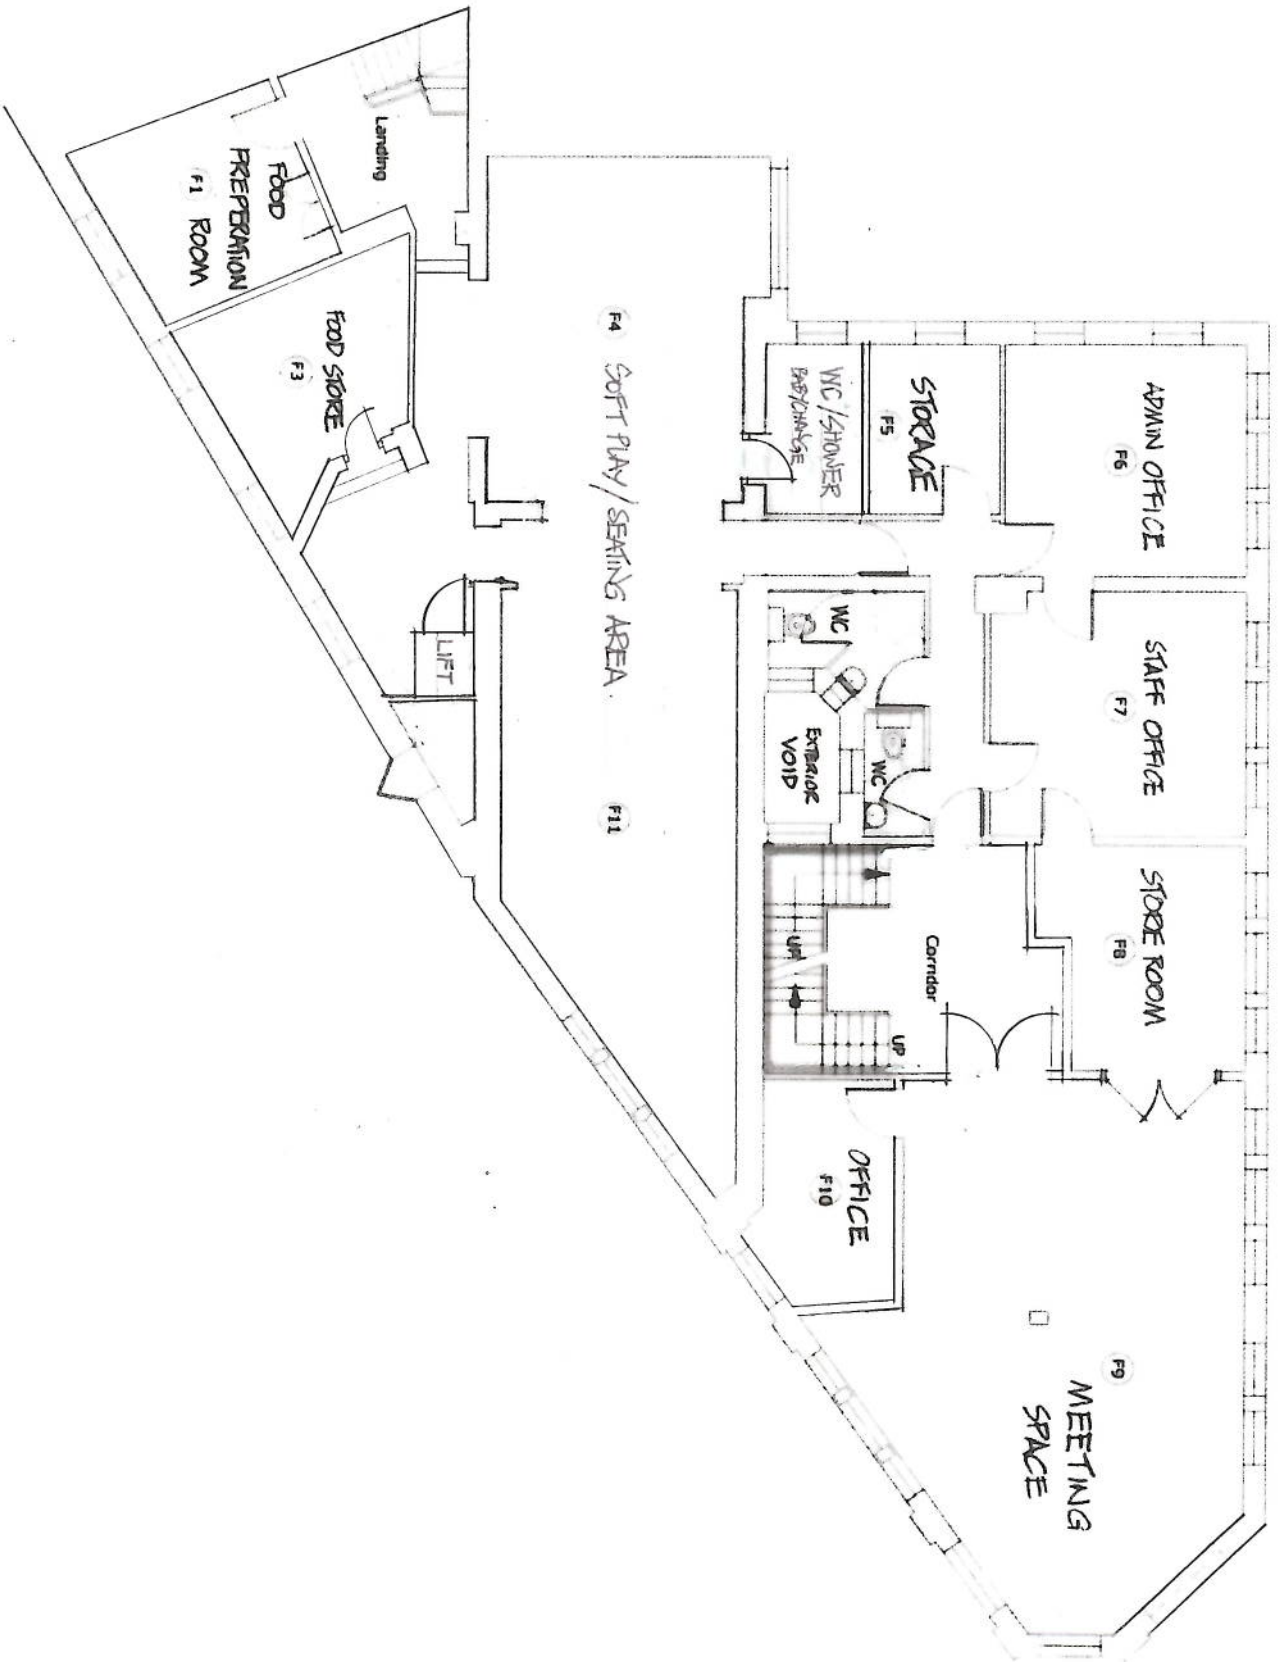 ADMIN OFFICE
F6
STAFF OFFICE
F7
STORE ROOM
F8
F9
MEETING
SPACE
STORAGE
F5
WC/SHOWER
BABYCHANGE
WC
WC
EXTERIOR
VOID
Corridor
UP
UP
OFFICE
F10
F4 SOFT PLAY/SEATING AREA.
F11
Landing
FOOD
PREPERATION
F1 ROOM
FOOD STORE
F3
LIFT